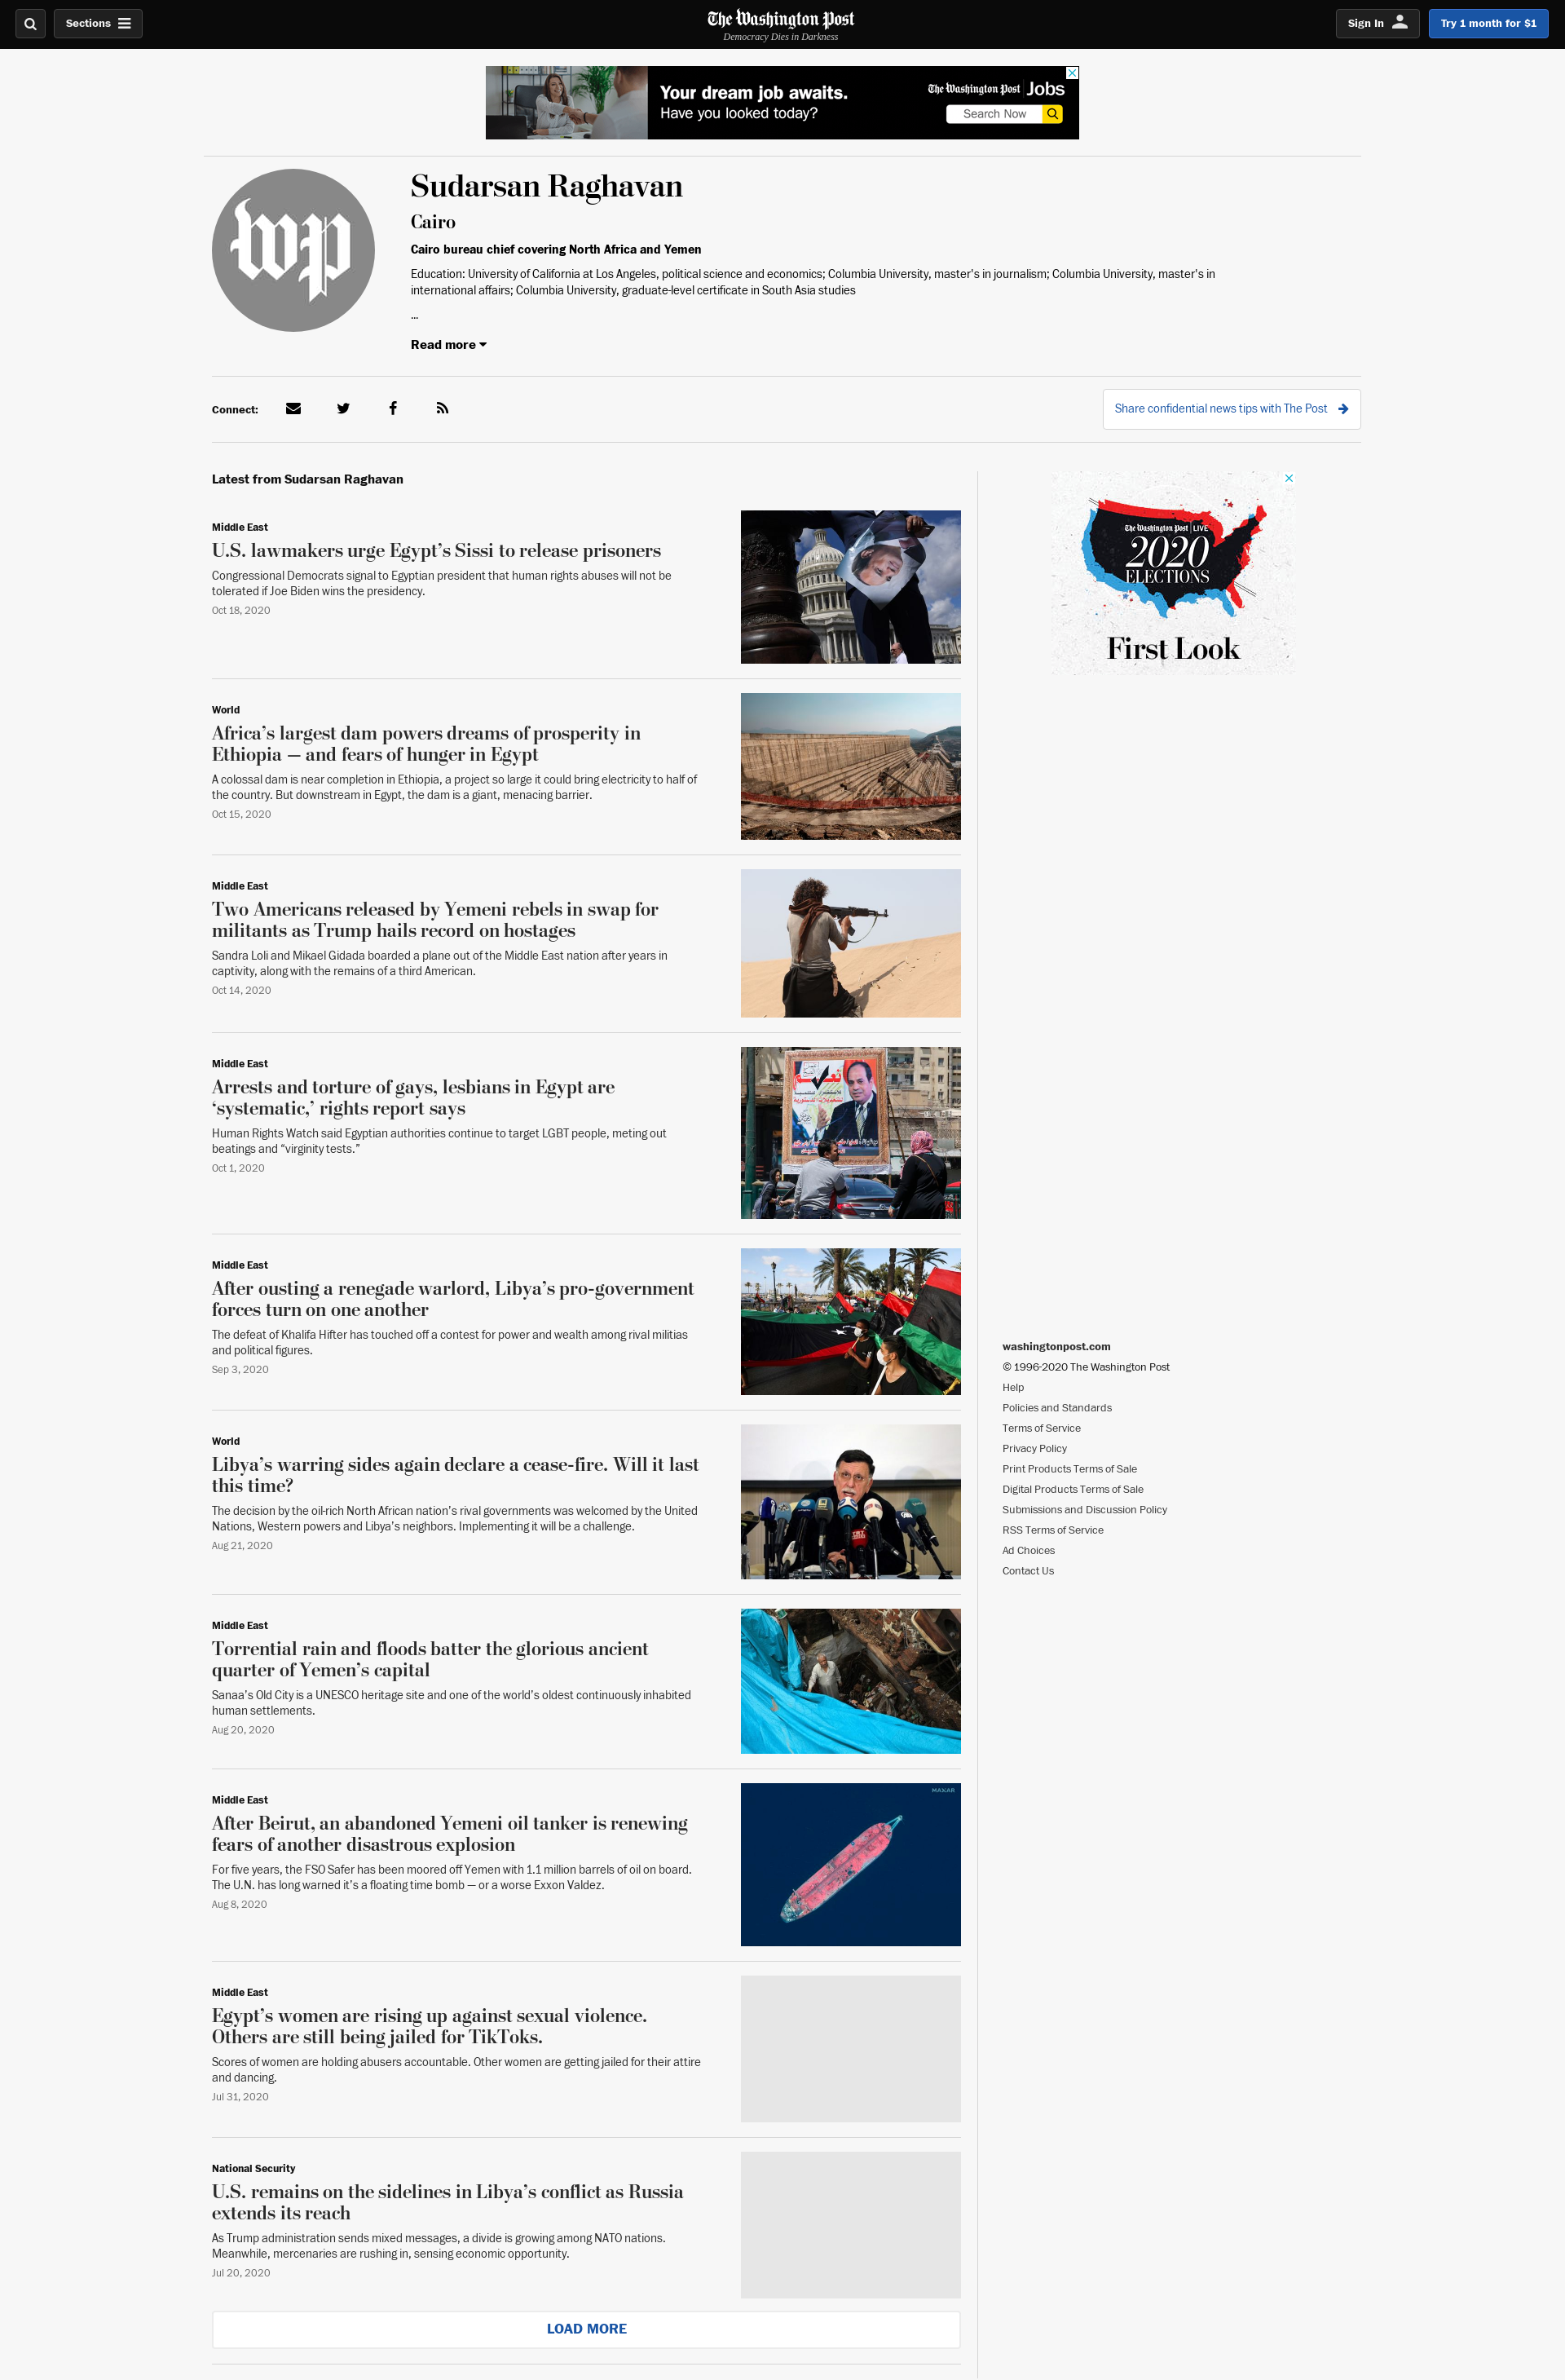 Sections
The Washington Post
Democracy Dies in Darkness
Sign In
Try 1 month for $1
Your dream job awaits.
Have you looked today?
The Washington Post Jobs
Search Now
wp
Sudarsan Raghavan
Cairo
Cairo bureau chief covering North Africa and Yemen
Education: University of California at Los Angeles, political science and economics; Columbia University, master's in journalism; Columbia University, master's in
international affairs; Columbia University, graduate-level certificate in South Asia studies
...
Read more
Connect:
Share confidential news tips with The Post
Latest from Sudarsan Raghavan
Middle East
U.S. lawmakers urge Egypt’s Sissi to release prisoners
Congressional Democrats signal to Egyptian president that human rights abuses will not be
tolerated if Joe Biden wins the presidency.
Oct 18, 2020
World
Africa’s largest dam powers dreams of prosperity in
Ethiopia — and fears of hunger in Egypt
A colossal dam is near completion in Ethiopia, a project so large it could bring electricity to half of
the country. But downstream in Egypt, the dam is a giant, menacing barrier.
Oct 15, 2020
Middle East
Two Americans released by Yemeni rebels in swap for
militants as Trump hails record on hostages
Sandra Loli and Mikael Gidada boarded a plane out of the Middle East nation after years in
captivity, along with the remains of a third American.
Oct 14, 2020
Middle East
Arrests and torture of gays, lesbians in Egypt are
‘systematic,’ rights report says
Human Rights Watch said Egyptian authorities continue to target LGBT people, meting out
beatings and “virginity tests.”
Oct 1, 2020
نعم
Middle East
After ousting a renegade warlord, Libya’s pro-government
forces turn on one another
The defeat of Khalifa Hifter has touched off a contest for power and wealth among rival militias
and political figures.
Sep 3, 2020
World
Libya’s warring sides again declare a cease-fire. Will it last
this time?
The decision by the oil-rich North African nation’s rival governments was welcomed by the United
Nations, Western powers and Libya’s neighbors. Implementing it will be a challenge.
Aug 21, 2020
Middle East
Torrential rain and floods batter the glorious ancient
quarter of Yemen’s capital
Sanaa’s Old City is a UNESCO heritage site and one of the world’s oldest continuously inhabited
human settlements.
Aug 20, 2020
Middle East
After Beirut, an abandoned Yemeni oil tanker is renewing
fears of another disastrous explosion
For five years, the FSO Safer has been moored off Yemen with 1.1 million barrels of oil on board.
The U.N. has long warned it’s a floating time bomb — or a worse Exxon Valdez.
Aug 8, 2020
MAXAR
Middle East
Egypt’s women are rising up against sexual violence.
Others are still being jailed for TikToks.
Scores of women are holding abusers accountable. Other women are getting jailed for their attire
and dancing.
Jul 31, 2020
National Security
U.S. remains on the sidelines in Libya’s conflict as Russia
extends its reach
As Trump administration sends mixed messages, a divide is growing among NATO nations.
Meanwhile, mercenaries are rushing in, sensing economic opportunity.
Jul 20, 2020
LOAD MORE
The Washington Post LIVE
2020
ELECTIONS
First Look
washingtonpost.com
© 1996-2020 The Washington Post
Help
Policies and Standards
Terms of Service
Privacy Policy
Print Products Terms of Sale
Digital Products Terms of Sale
Submissions and Discussion Policy
RSS Terms of Service
Ad Choices
Contact Us